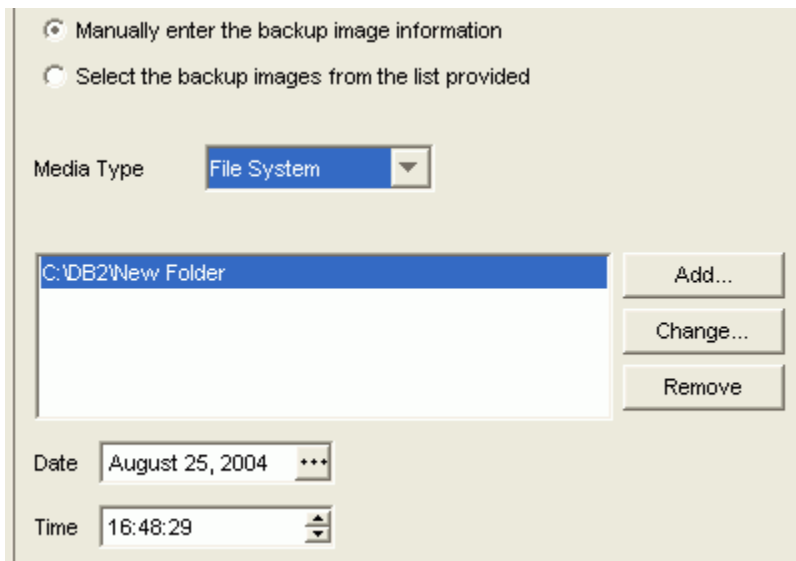 Manually enter the backup image information
Select the backup images from the list provided
Media Type File System
C:\DB2\New Folder
Add...
Change...
Remove
Date August 25, 2004 ...
Time 16:48:29